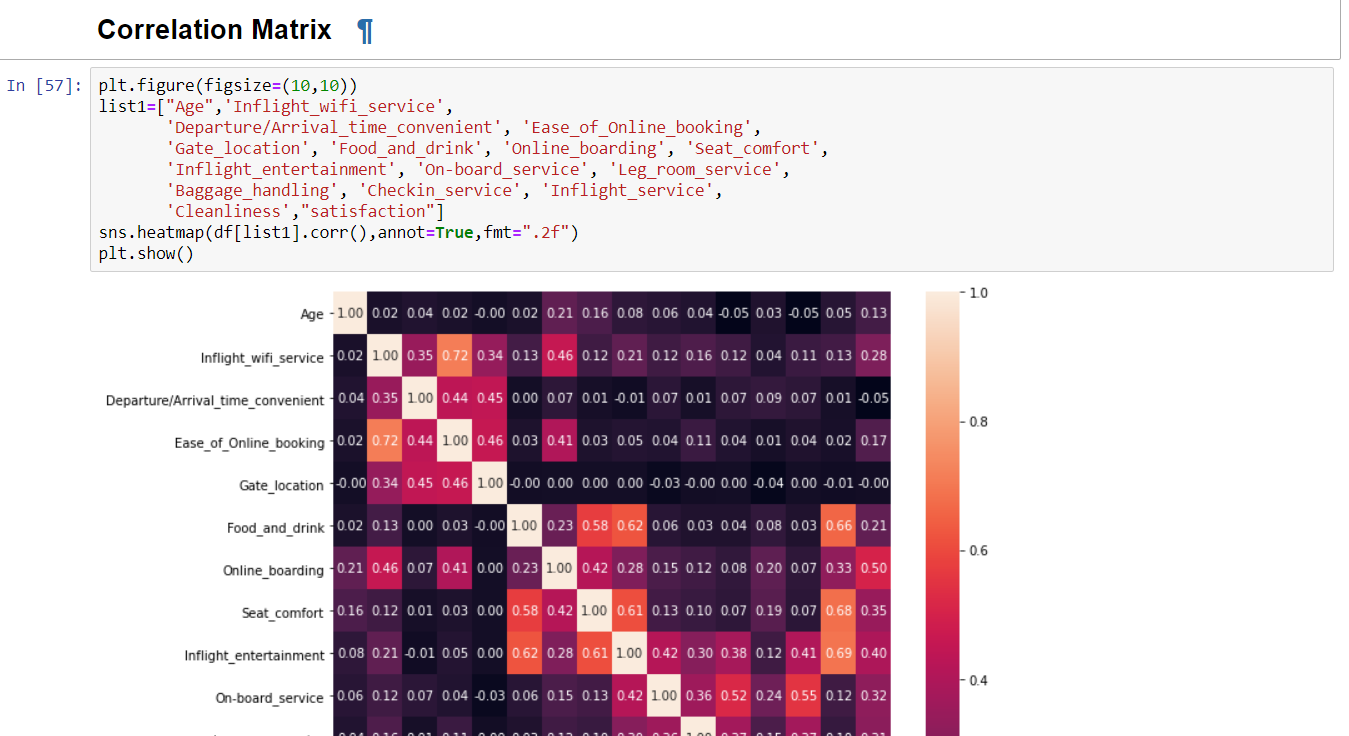 Correlation Matrix ¶
In [57]:
plt.figure(figsize=(10,10))
list1=["Age",'Inflight_wifi_service',
'Departure/Arrival_time_convenient', 'Ease_of_Online_booking',
'Gate_location', 'Food_and_drink', 'Online_boarding', 'Seat_comfort',
'Inflight_entertainment', 'On-board_service', 'Leg_room_service',
'Baggage_handling', 'Checkin_service', 'Inflight_service',
'Cleanliness',"satisfaction"]
sns.heatmap(df[list1].corr(),annot=True,fmt=".2f")
plt.show()
Age 1.00 0.02 0.04 0.02 -0.00 0.02 0.21 0.16 0.08 0.06 0.04 -0.05 0.03 -0.05 0.05 0.13
Inflight_wifi_service 0.02 1.00 0.35 0.72 0.34 0.13 0.46 0.12 0.21 0.12 0.16 0.12 0.04 0.11 0.13 0.28
Departure/Arrival_time_convenient 0.04 0.35 1.00 0.44 0.45 0.00 0.07 0.01 -0.01 0.07 0.01 0.07 0.09 0.07 0.01 -0.05
Ease_of_Online_booking 0.02 0.72 0.44 1.00 0.46 0.03 0.41 0.03 0.05 0.04 0.11 0.04 0.01 0.04 0.02 0.17
Gate_location -0.00 0.34 0.45 0.46 1.00 -0.00 0.00 0.00 0.00 -0.03 -0.00 0.00 -0.04 0.00 -0.01 -0.00
Food_and_drink 0.02 0.13 0.00 0.03 -0.00 1.00 0.23 0.58 0.62 0.06 0.03 0.04 0.08 0.03 0.66 0.21
Online_boarding 0.21 0.46 0.07 0.41 0.00 0.23 1.00 0.42 0.28 0.15 0.12 0.08 0.20 0.07 0.33 0.50
Seat_comfort 0.16 0.12 0.01 0.03 0.00 0.58 0.42 1.00 0.61 0.13 0.10 0.07 0.19 0.07 0.68 0.35
Inflight_entertainment 0.08 0.21 -0.01 0.05 0.00 0.62 0.28 0.61 1.00 0.42 0.30 0.38 0.12 0.41 0.69 0.40
On-board_service 0.06 0.12 0.07 0.04 -0.03 0.06 0.15 0.13 0.42 1.00 0.36 0.52 0.24 0.55 0.12 0.32
1.0
0.8
0.6
0.4